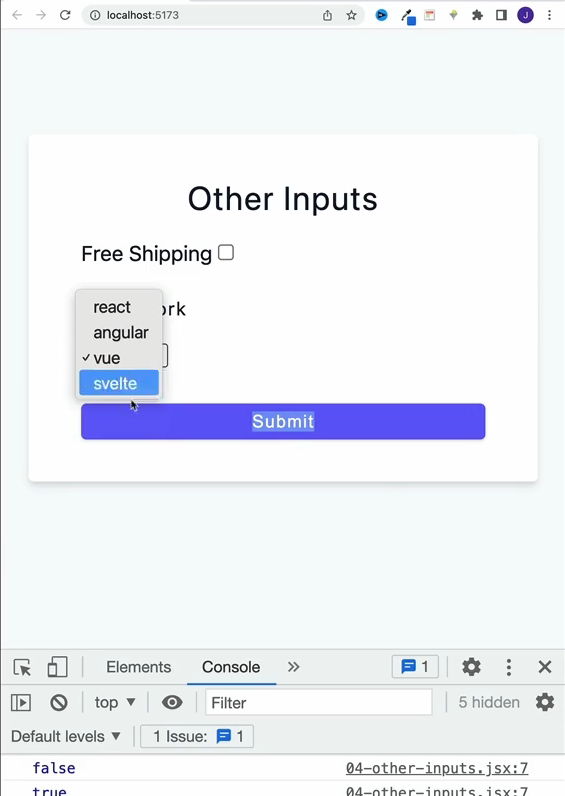 localhost:5173
J
Other Inputs
Free Shipping
ork
react
angular
✓ vue
svelte
Submit
Elements
Console
1
top
Filter
5 hidden
Default levels
1 Issue: 1
false 04-other-inputs.jsx:7
true 04-other-inputs.jsx:7